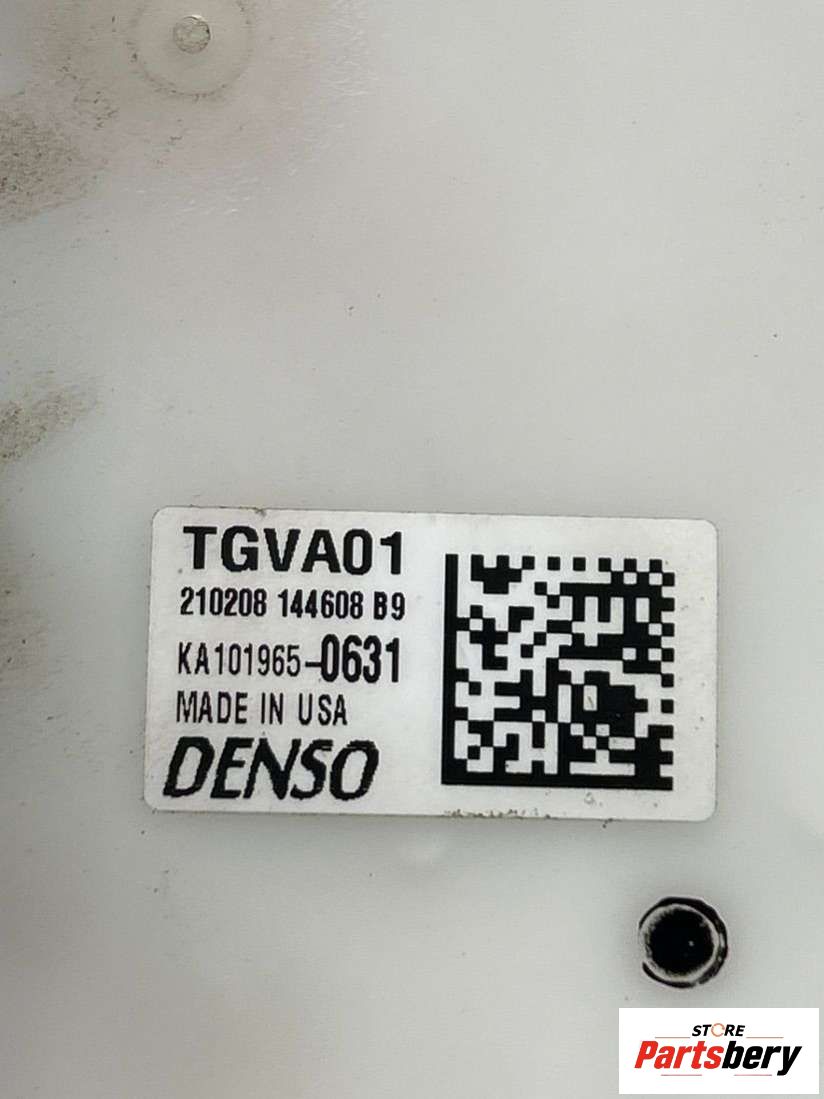 TGVA01
210208 144608 B9
KA101965-0631
MADE IN USA
DENSO
STORE
Partsbery